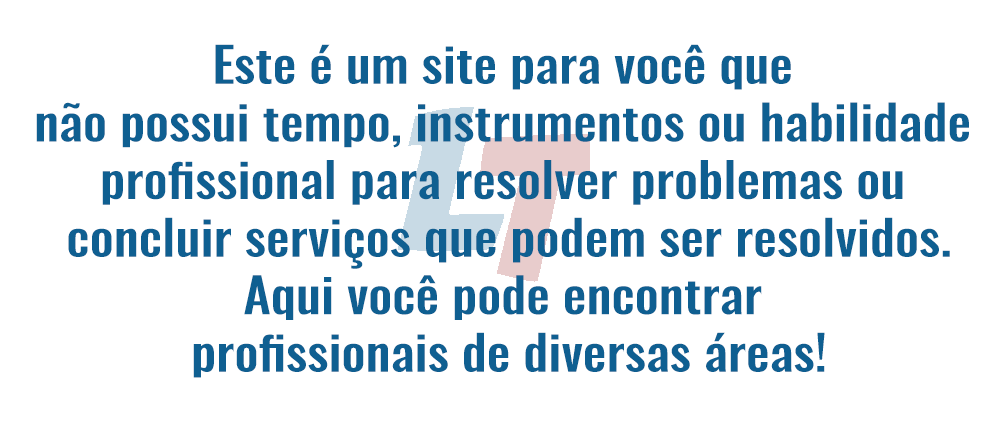 Este é um site para você que
não possui tempo, instrumentos ou habilidade
profissional para resolver problemas ou
concluir serviços que podem ser resolvidos.
Aqui você pode encontrar
profissionais de diversas áreas!
LT